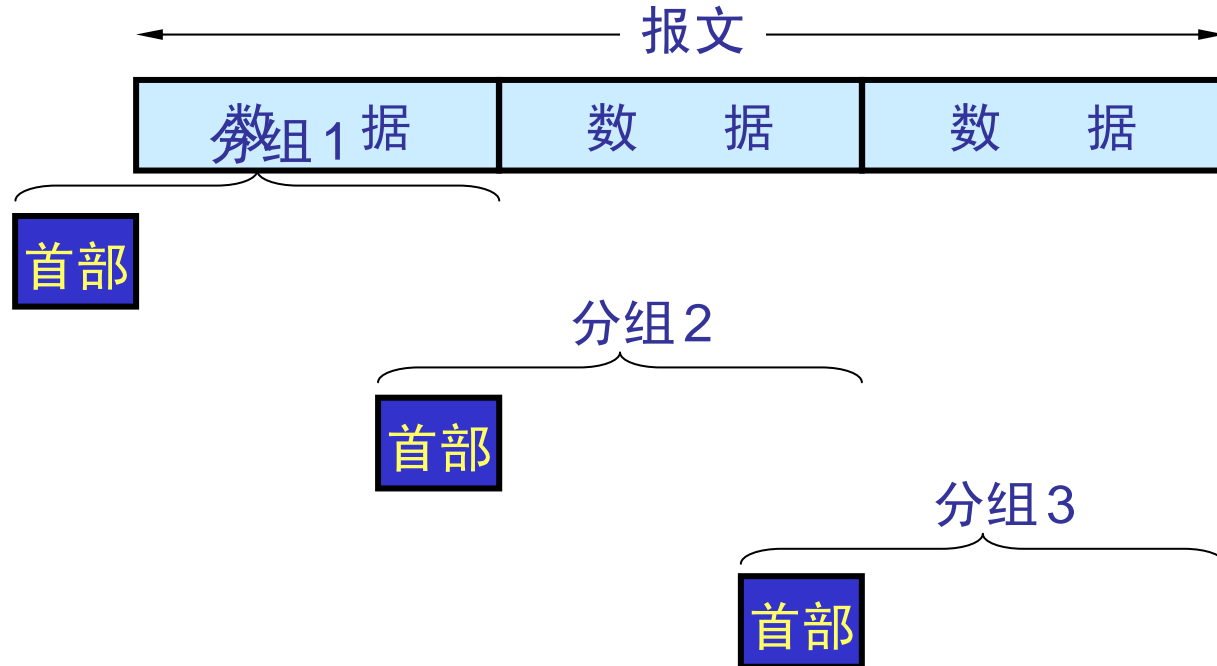 报文
数 据 数 据 数 据
分组1
首部
分组2
首部
分组3
首部